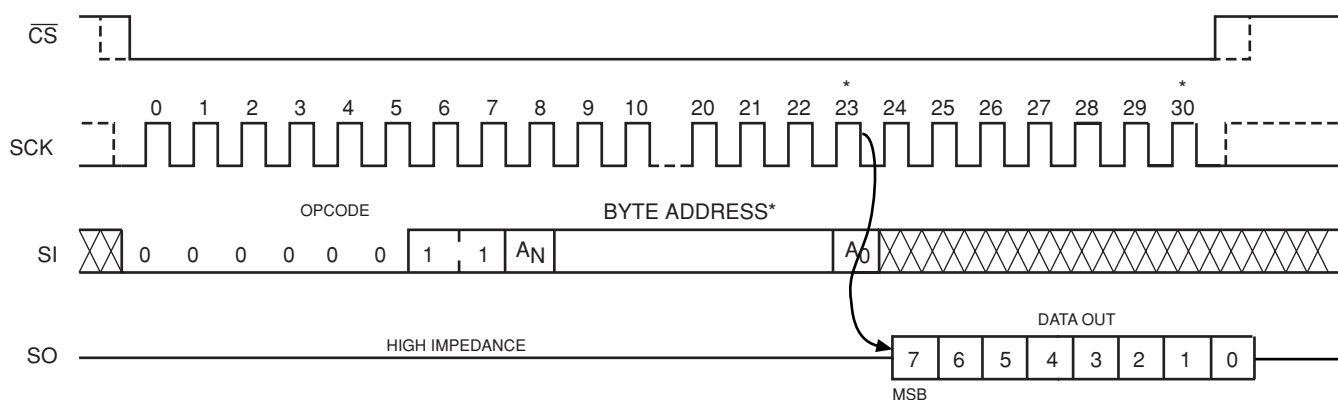 CS
* *
0 1 2 3 4 5 6 7 8 9 10 20 21 22 23 24 25 26 27 28 29 30
SCK
OPCODE BYTE ADDRESS*
SI 0 0 0 0 0 0 1 1 AN A0
DATA OUT
HIGH IMPEDANCE
SO 7 6 5 4 3 2 1 0
MSB